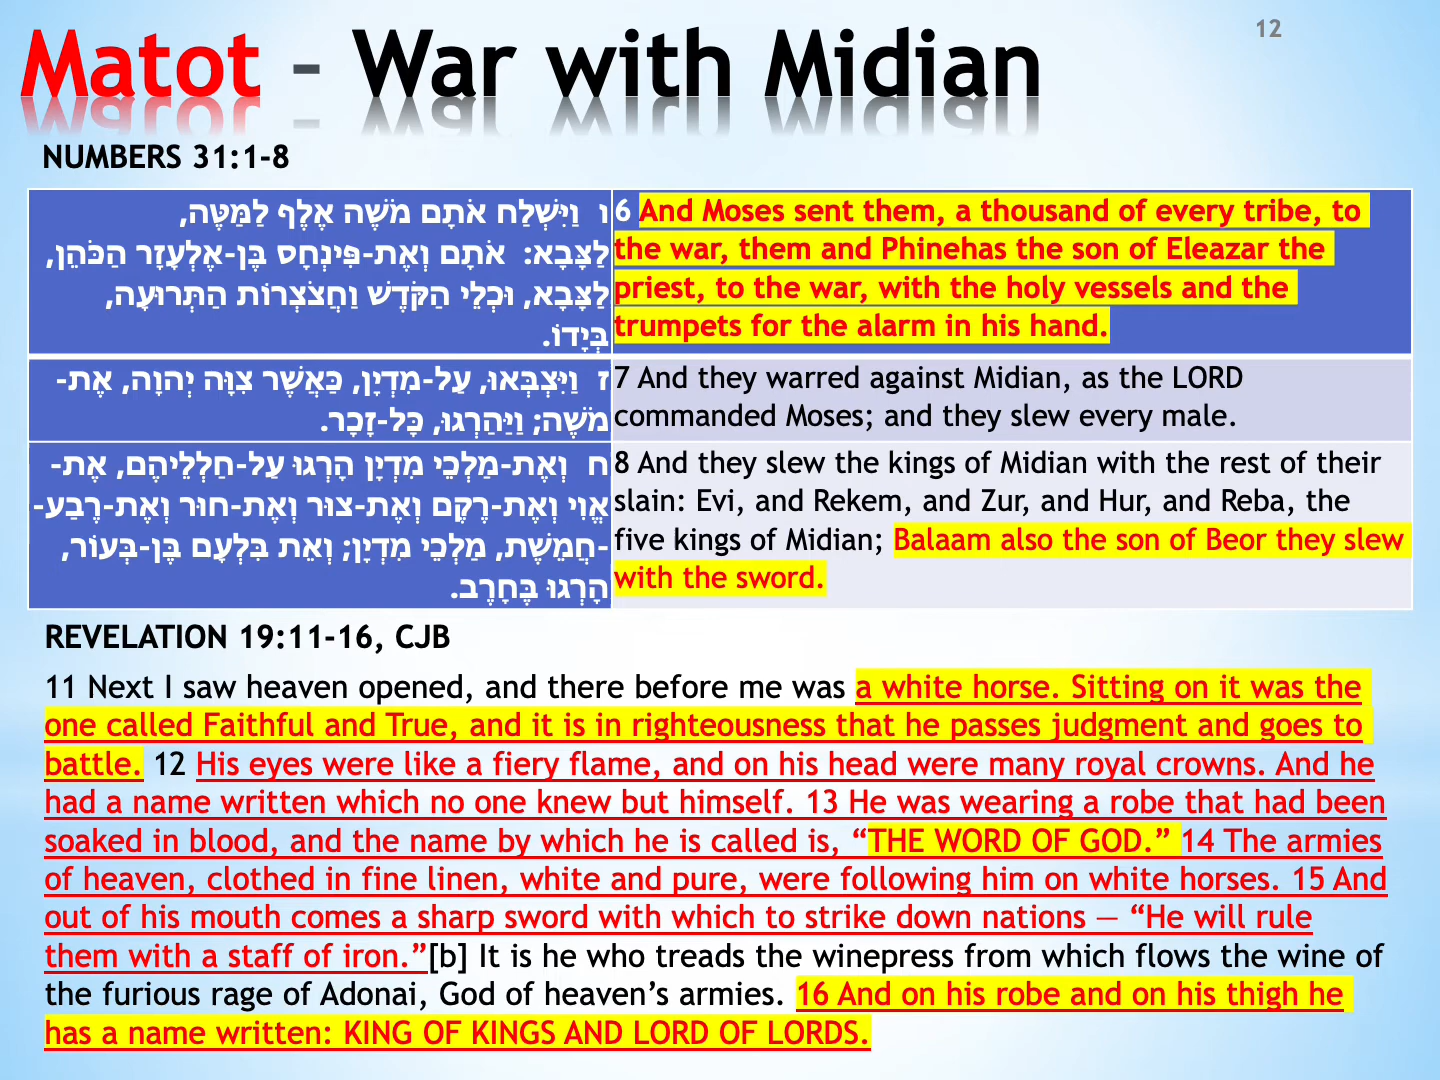 12
Matot – War with Midian
NUMBERS 31:1-8
ו  וַיִּשְׁלַח אֹתָם מֹשֶׁה אֶלֶף לַמַּטֶּה,
לַצָּבָא:  אֹתָם וְאֶת-פִּינְחָס בֶּן-אֶלְעָזָר הַכֹּהֵן,
לַצָּבָא, וּכְלֵי הַקֹּדֶשׁ וַחֲצֹצְרוֹת הַתְּרוּעָה,
בְּיָדוֹ.
6 And Moses sent them, a thousand of every tribe, to
the war, them and Phinehas the son of Eleazar the
priest, to the war, with the holy vessels and the
trumpets for the alarm in his hand.
ז  וַיִּצְבְּאוּ, עַל-מִדְיָן, כַּאֲשֶׁר צִוָּה יְהוָה, אֶת-
מֹשֶׁה; וַיַּהַרְגוּ, כָּל-זָכָר.
7 And they warred against Midian, as the LORD
commanded Moses; and they slew every male.
ח  וְאֶת-מַלְכֵי מִדְיָן הָרְגוּ עַל-חַלְלֵיהֶם, אֶת-
אֱוִי וְאֶת-רֶקֶם וְאֶת-צוּר וְאֶת-חוּר וְאֶת-רֶבַע-
-חֲמֵשֶׁת, מַלְכֵי מִדְיָן; וְאֵת בִּלְעָם בֶּן-בְּעוֹר,
הָרְגוּ בֶּחָרֶב.
8 And they slew the kings of Midian with the rest of their
slain: Evi, and Rekem, and Zur, and Hur, and Reba, the
five kings of Midian; Balaam also the son of Beor they slew
with the sword.
REVELATION 19:11-16, CJB
11 Next I saw heaven opened, and there before me was a white horse. Sitting on it was the
one called Faithful and True, and it is in righteousness that he passes judgment and goes to
battle. 12 His eyes were like a fiery flame, and on his head were many royal crowns. And he
had a name written which no one knew but himself. 13 He was wearing a robe that had been
soaked in blood, and the name by which he is called is, “THE WORD OF GOD.” 14 The armies
of heaven, clothed in fine linen, white and pure, were following him on white horses. 15 And
out of his mouth comes a sharp sword with which to strike down nations — “He will rule
them with a staff of iron.”[b] It is he who treads the winepress from which flows the wine of
the furious rage of Adonai, God of heaven’s armies. 16 And on his robe and on his thigh he
has a name written: KING OF KINGS AND LORD OF LORDS.